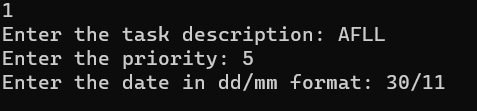 1
Enter the task description: AFLL
Enter the priority: 5
Enter the date in dd/mm format: 30/11